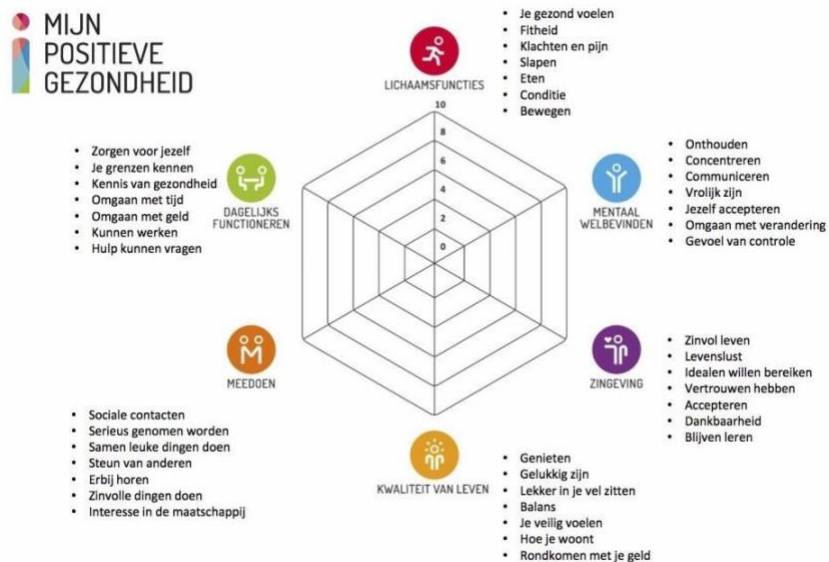 MIJN
POSITIEVE
GEZONDHEID
LICHAAMSFUNCTIES
• Je gezond voelen
• Fitheid
• Klachten en pijn
• Slapen
• Eten
• Conditie
• Bewegen
10
8
6
4
2
0
MENTAAL
WELBEVINDEN
• Onthouden
• Concentreren
• Communiceren
• Vrolijk zijn
• Jezelf accepteren
• Omgaan met verandering
• Gevoel van controle
ZINGEVING
• Zinvol leven
• Levenslust
• Idealen willen bereiken
• Vertrouwen hebben
• Accepteren
• Dankbaarheid
• Blijven leren
KWALITEIT VAN LEVEN
• Genieten
• Gelukkig zijn
• Lekker in je vel zitten
• Balans
• Je veilig voelen
• Hoe je woont
• Rondkomen met je geld
MEEDOEN
• Sociale contacten
• Serieus genomen worden
• Samen leuke dingen doen
• Steun van anderen
• Erbij horen
• Zinvolle dingen doen
• Interesse in de maatschappij
DAGELIJKS
FUNCTIONEREN
• Zorgen voor jezelf
• Je grenzen kennen
• Kennis van gezondheid
• Omgaan met tijd
• Omgaan met geld
• Kunnen werken
• Hulp kunnen vragen